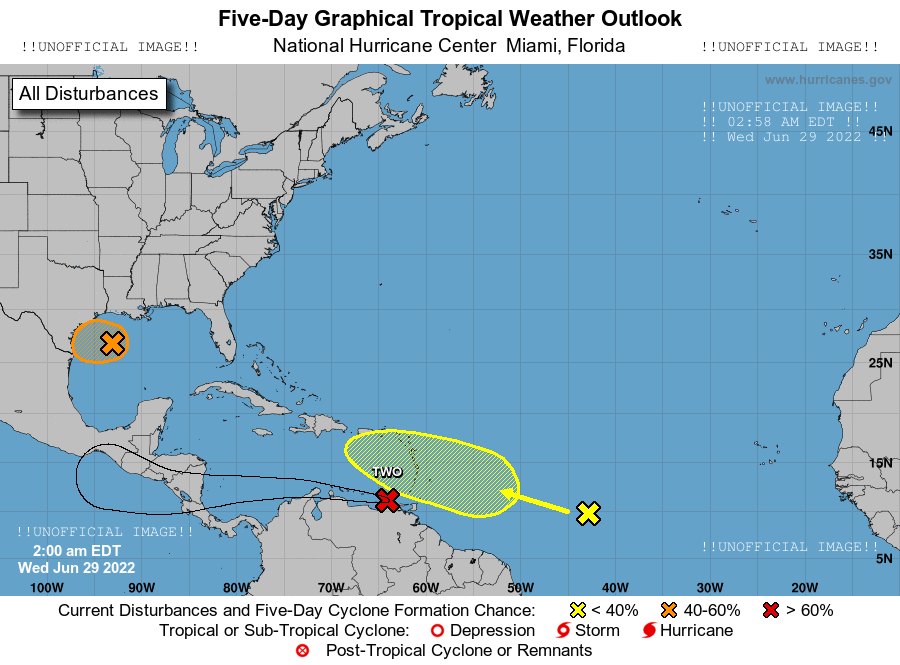 Five-Day Graphical Tropical Weather Outlook
!!UNOFFICIAL IMAGE!! National Hurricane Center Miami, Florida !!UNOFFICIAL IMAGE!!
www.hurricanes.gov
All Disturbances
!!UNOFFICIAL IMAGE!!
!! 02:58 AM EDT !!
!! Wed Jun 29 2022 !!
45N
35N
25N
15N
TWO
!!UNOFFICIAL IMAGE!!
!!UNOFFICIAL IMAGE!!
2:00 am EDT
5N
Wed Jun 29 2022
100W 90W 80W 70W 60W 50W 40W 30W 20W
Current Disturbances and Five-Day Cyclone Formation Chance: < 40% 40-60% > 60%
Tropical or Sub-Tropical Cyclone: Depression Storm Hurricane
Post-Tropical Cyclone or Remnants